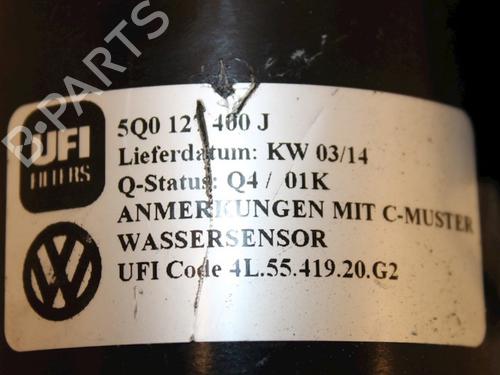 UFI
FILTERS
5Q0 127 400 J
Lieferdatum: KW 03/14
Q-Status: Q4 / 01K
ANMERKUNGEN MIT C-MUSTER
WASSERSENSOR
UFI Code 4L.55.419.20.G2
B-PARTS